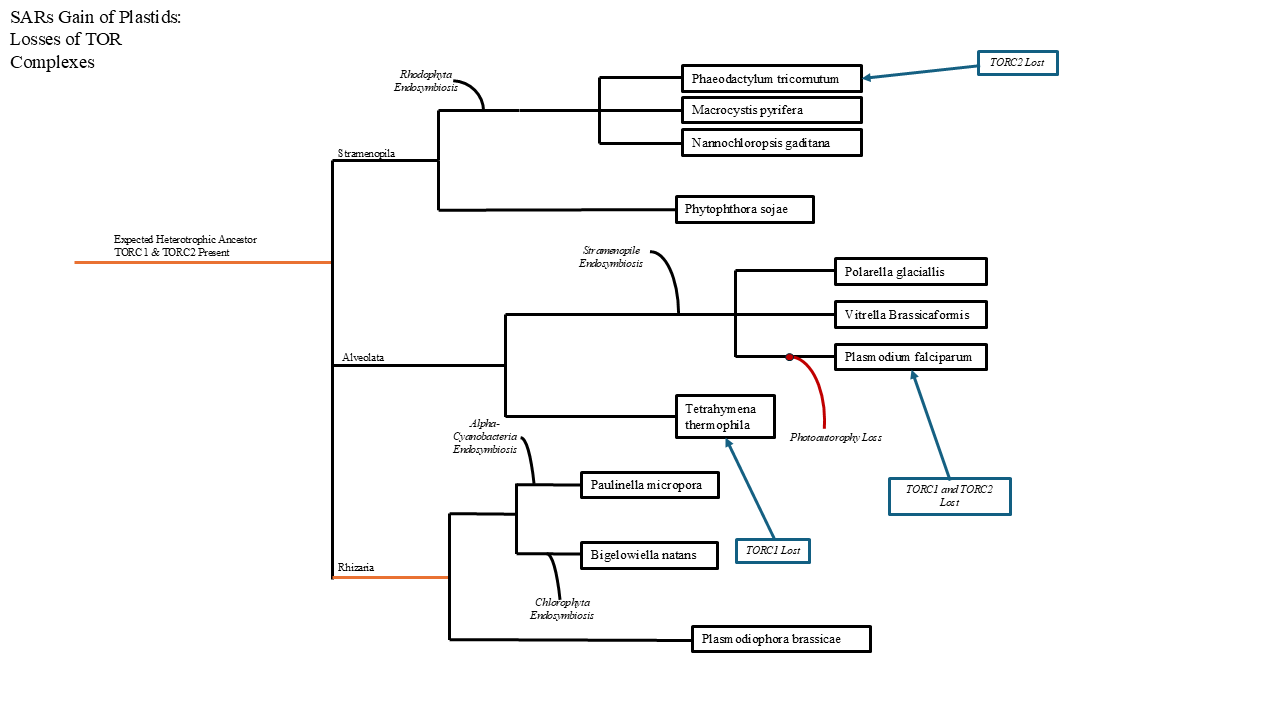 SARs Gain of Plastids:
Losses of TOR
Complexes
TORC2 Lost
Rhodophyta
Endosymbiosis
Phaeodactylum tricornutum
Macrocystis pyrifera
Nannochloropsis gaditana
Stramenopila
Phytophthora sojae
Expected Heterotrophic Ancestor
TORC1 & TORC2 Present
Stramenopile
Endosymbiosis
Polarella glaciallis
Vitrella Brassicaformis
Alveolata
Plasmodium falciparum
Tetrahymena
thermophila
Photoautorophy Loss
Alpha-
Cyanobacteria
Endosymbiosis
Paulinella micropora
TORC1 and TORC2
Lost
TORC1 Lost
Bigelowiella natans
Rhizaria
Chlorophyta
Endosymbiosis
Plasmodiophora brassicae